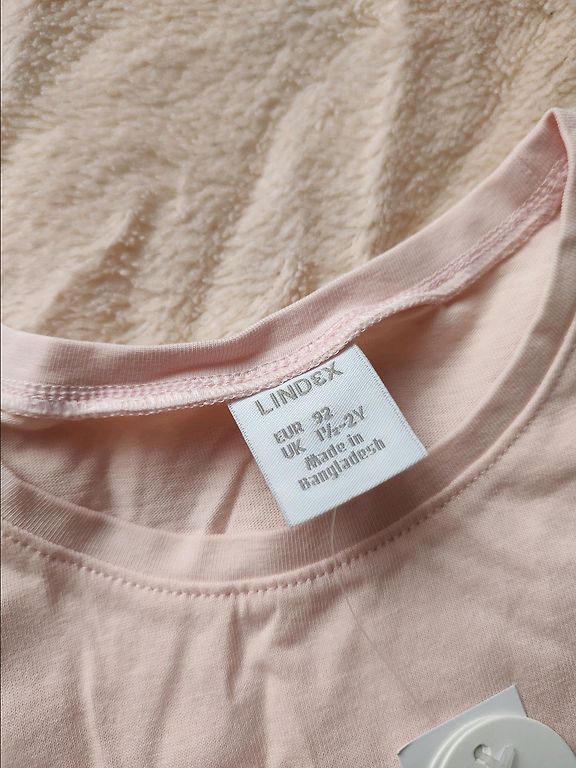 LINDEX
EUR 92
UK 1½-2Y
Made in
Bangladesh